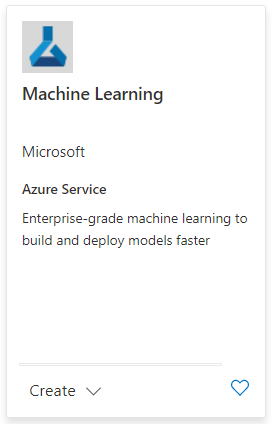 Machine Learning
Microsoft
Azure Service
Enterprise-grade machine learning to
build and deploy models faster
Create